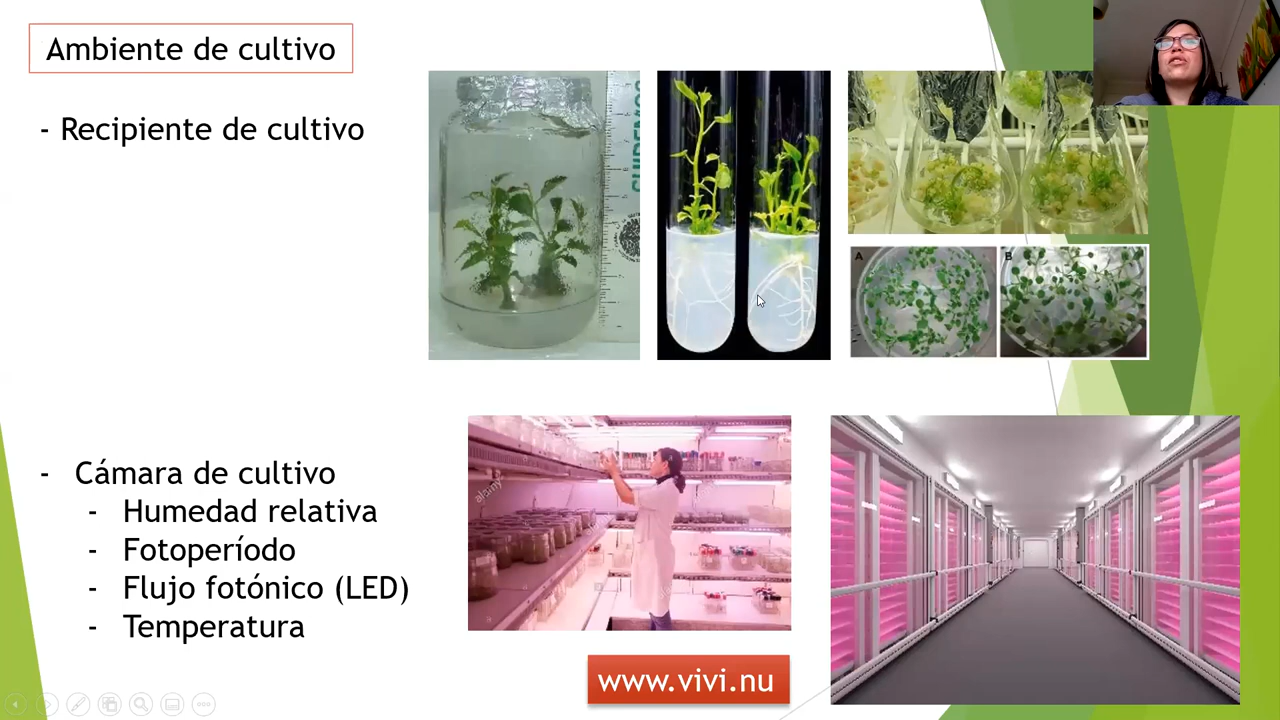 Ambiente de cultivo
- Recipiente de cultivo
A
B
- Cámara de cultivo
- Humedad relativa
- Fotoperíodo
- Flujo fotónico (LED)
- Temperatura
alamy
www.vivi.nu